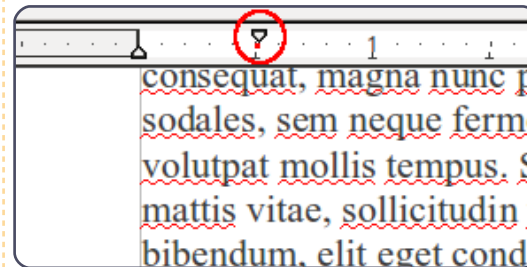 1
consequat, magna nunc p
sodales, sem neque ferm
volutpat mollis tempus. S
mattis vitae, sollicitudin
bibendum, elit eget cond